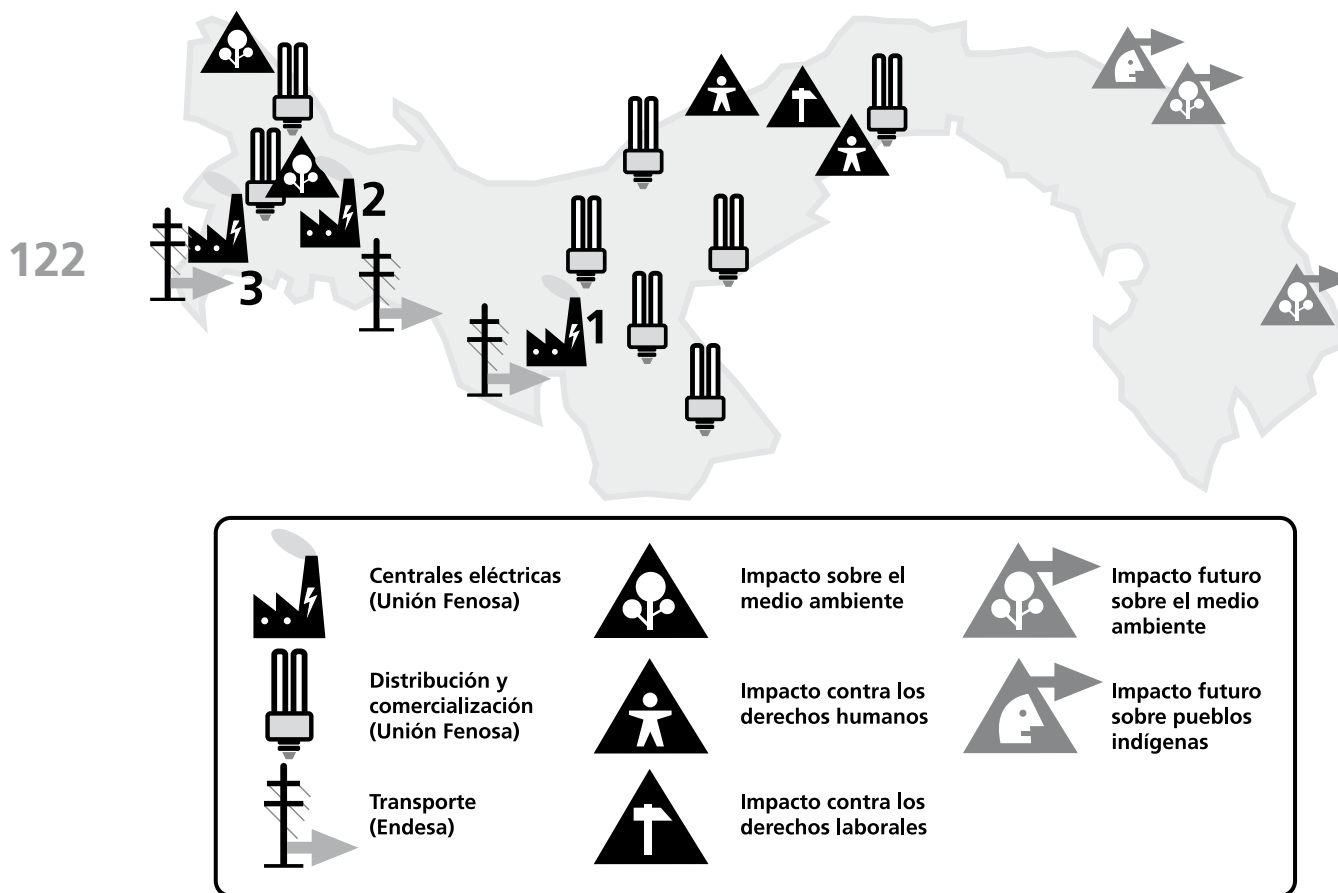 2
122
3
1
Centrales eléctricas
(Unión Fenosa)
Distribución y
comercialización
(Unión Fenosa)
Transporte
(Endesa)
Impacto sobre el
medio ambiente
Impacto contra los
derechos humanos
Impacto contra los
derechos laborales
Impacto futuro
sobre el medio
ambiente
Impacto futuro
sobre pueblos
indígenas